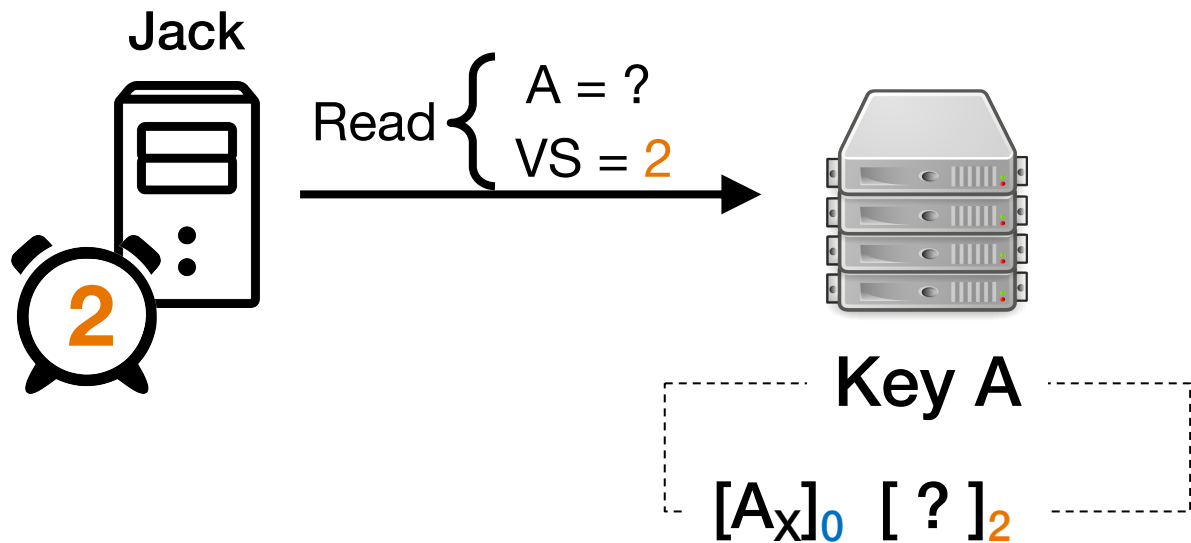 Jack
Read
A = ?
VS = 2
2
Key A
[Aₓ]₀ [ ? ]₂